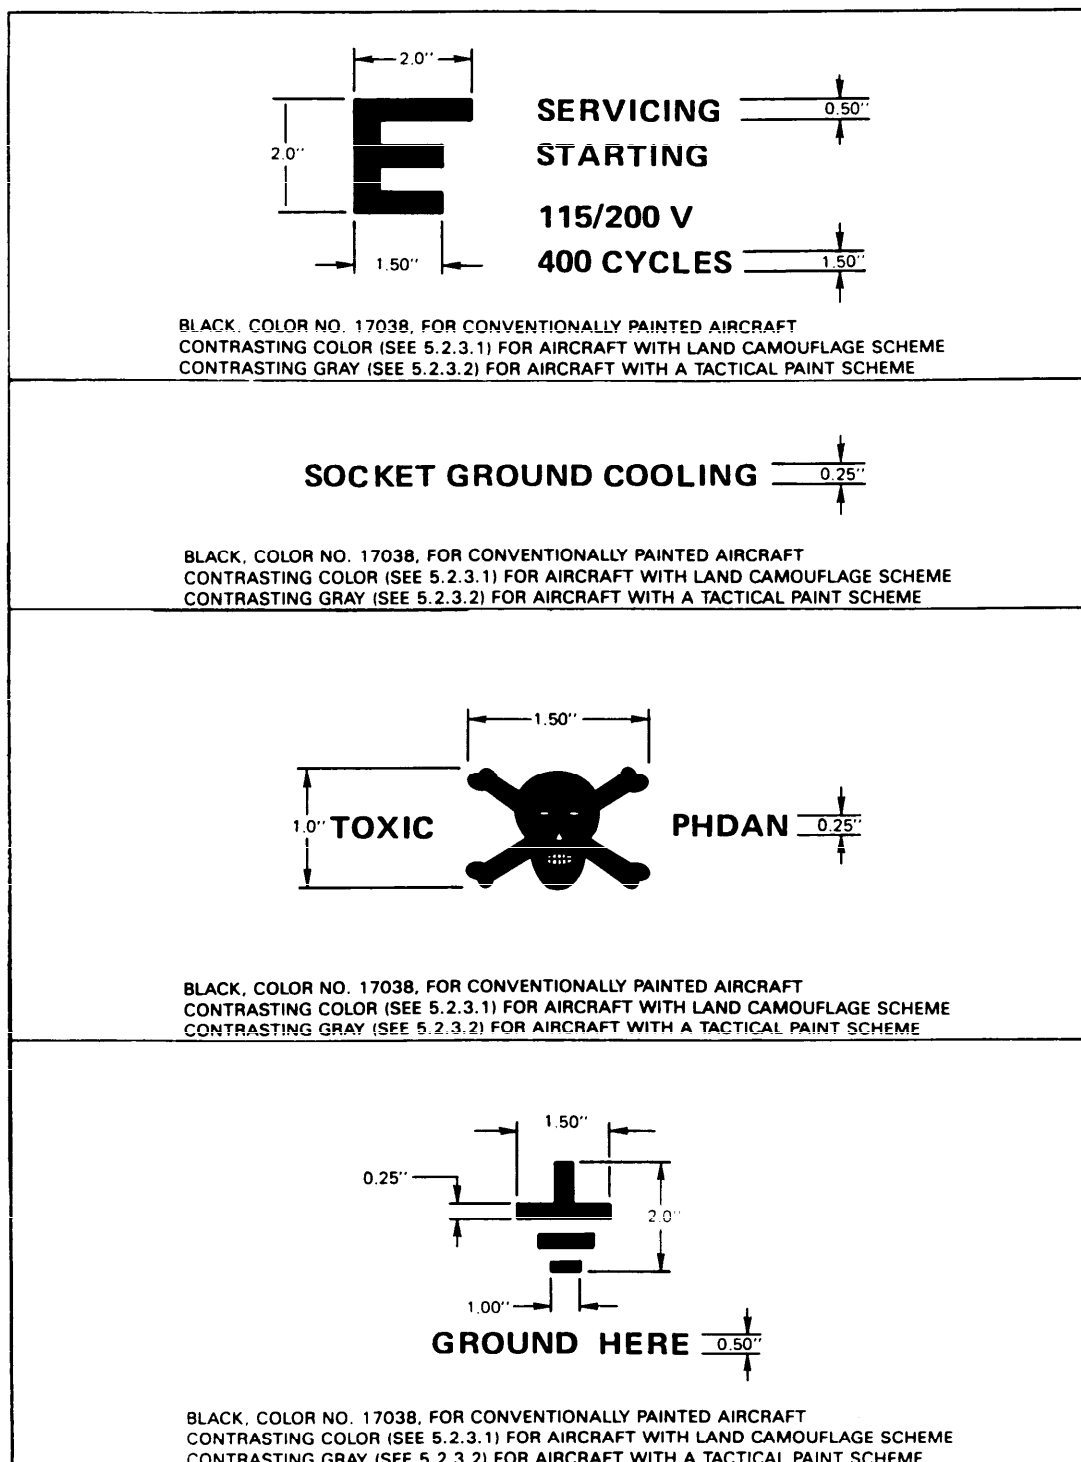 2.0"
E SERVICING 0.50"
2.0" STARTING
115/200 V
1.50" 400 CYCLES 1.50"
BLACK, COLOR NO. 17038, FOR CONVENTIONALLY PAINTED AIRCRAFT
CONTRASTING COLOR (SEE 5.2.3.1) FOR AIRCRAFT WITH LAND CAMOUFLAGE SCHEME
CONTRASTING GRAY (SEE 5.2.3.2) FOR AIRCRAFT WITH A TACTICAL PAINT SCHEME
SOCKET GROUND COOLING 0.25"
BLACK, COLOR NO. 17038, FOR CONVENTIONALLY PAINTED AIRCRAFT
CONTRASTING COLOR (SEE 5.2.3.1) FOR AIRCRAFT WITH LAND CAMOUFLAGE SCHEME
CONTRASTING GRAY (SEE 5.2.3.2) FOR AIRCRAFT WITH A TACTICAL PAINT SCHEME
1.50"
1.0" TOXIC PHDAN 0.25"
BLACK, COLOR NO. 17038, FOR CONVENTIONALLY PAINTED AIRCRAFT
CONTRASTING COLOR (SEE 5.2.3.1) FOR AIRCRAFT WITH LAND CAMOUFLAGE SCHEME
CONTRASTING GRAY (SEE 5.2.3.2) FOR AIRCRAFT WITH A TACTICAL PAINT SCHEME
1.50"
0.25"
2.0"
1.00"
GROUND HERE 0.50"
BLACK, COLOR NO. 17038, FOR CONVENTIONALLY PAINTED AIRCRAFT
CONTRASTING COLOR (SEE 5.2.3.1) FOR AIRCRAFT WITH LAND CAMOUFLAGE SCHEME
CONTRASTING GRAY (SEE 5.2.3.2) FOR AIRCRAFT WITH A TACTICAL PAINT SCHEME